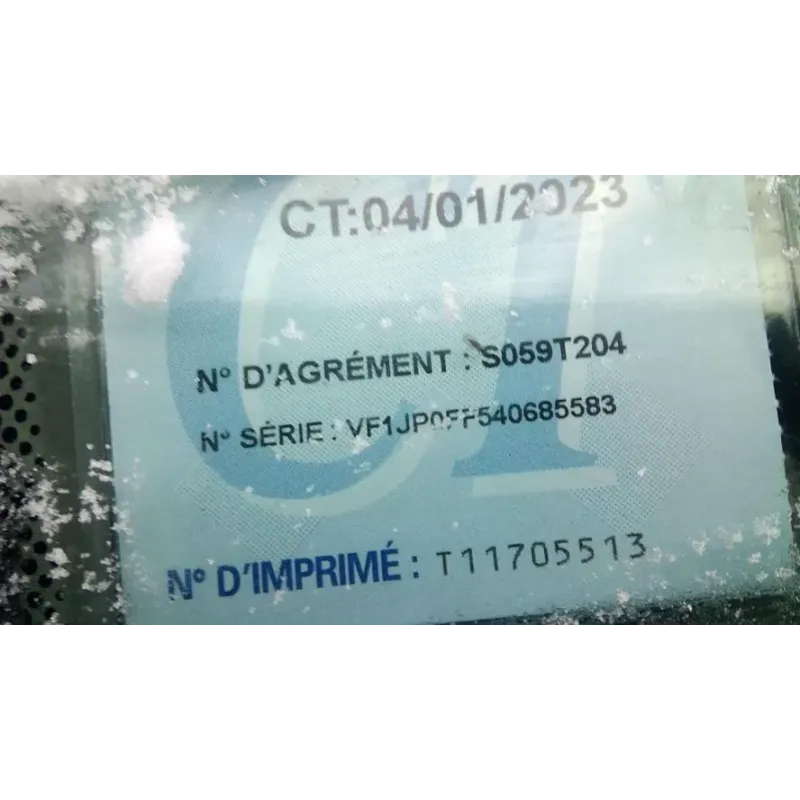 CT:04/01/2023
N° D'AGRÉMENT : S059T204
N° SÉRIE :
N° D'IMPRIMÉ : T11705513